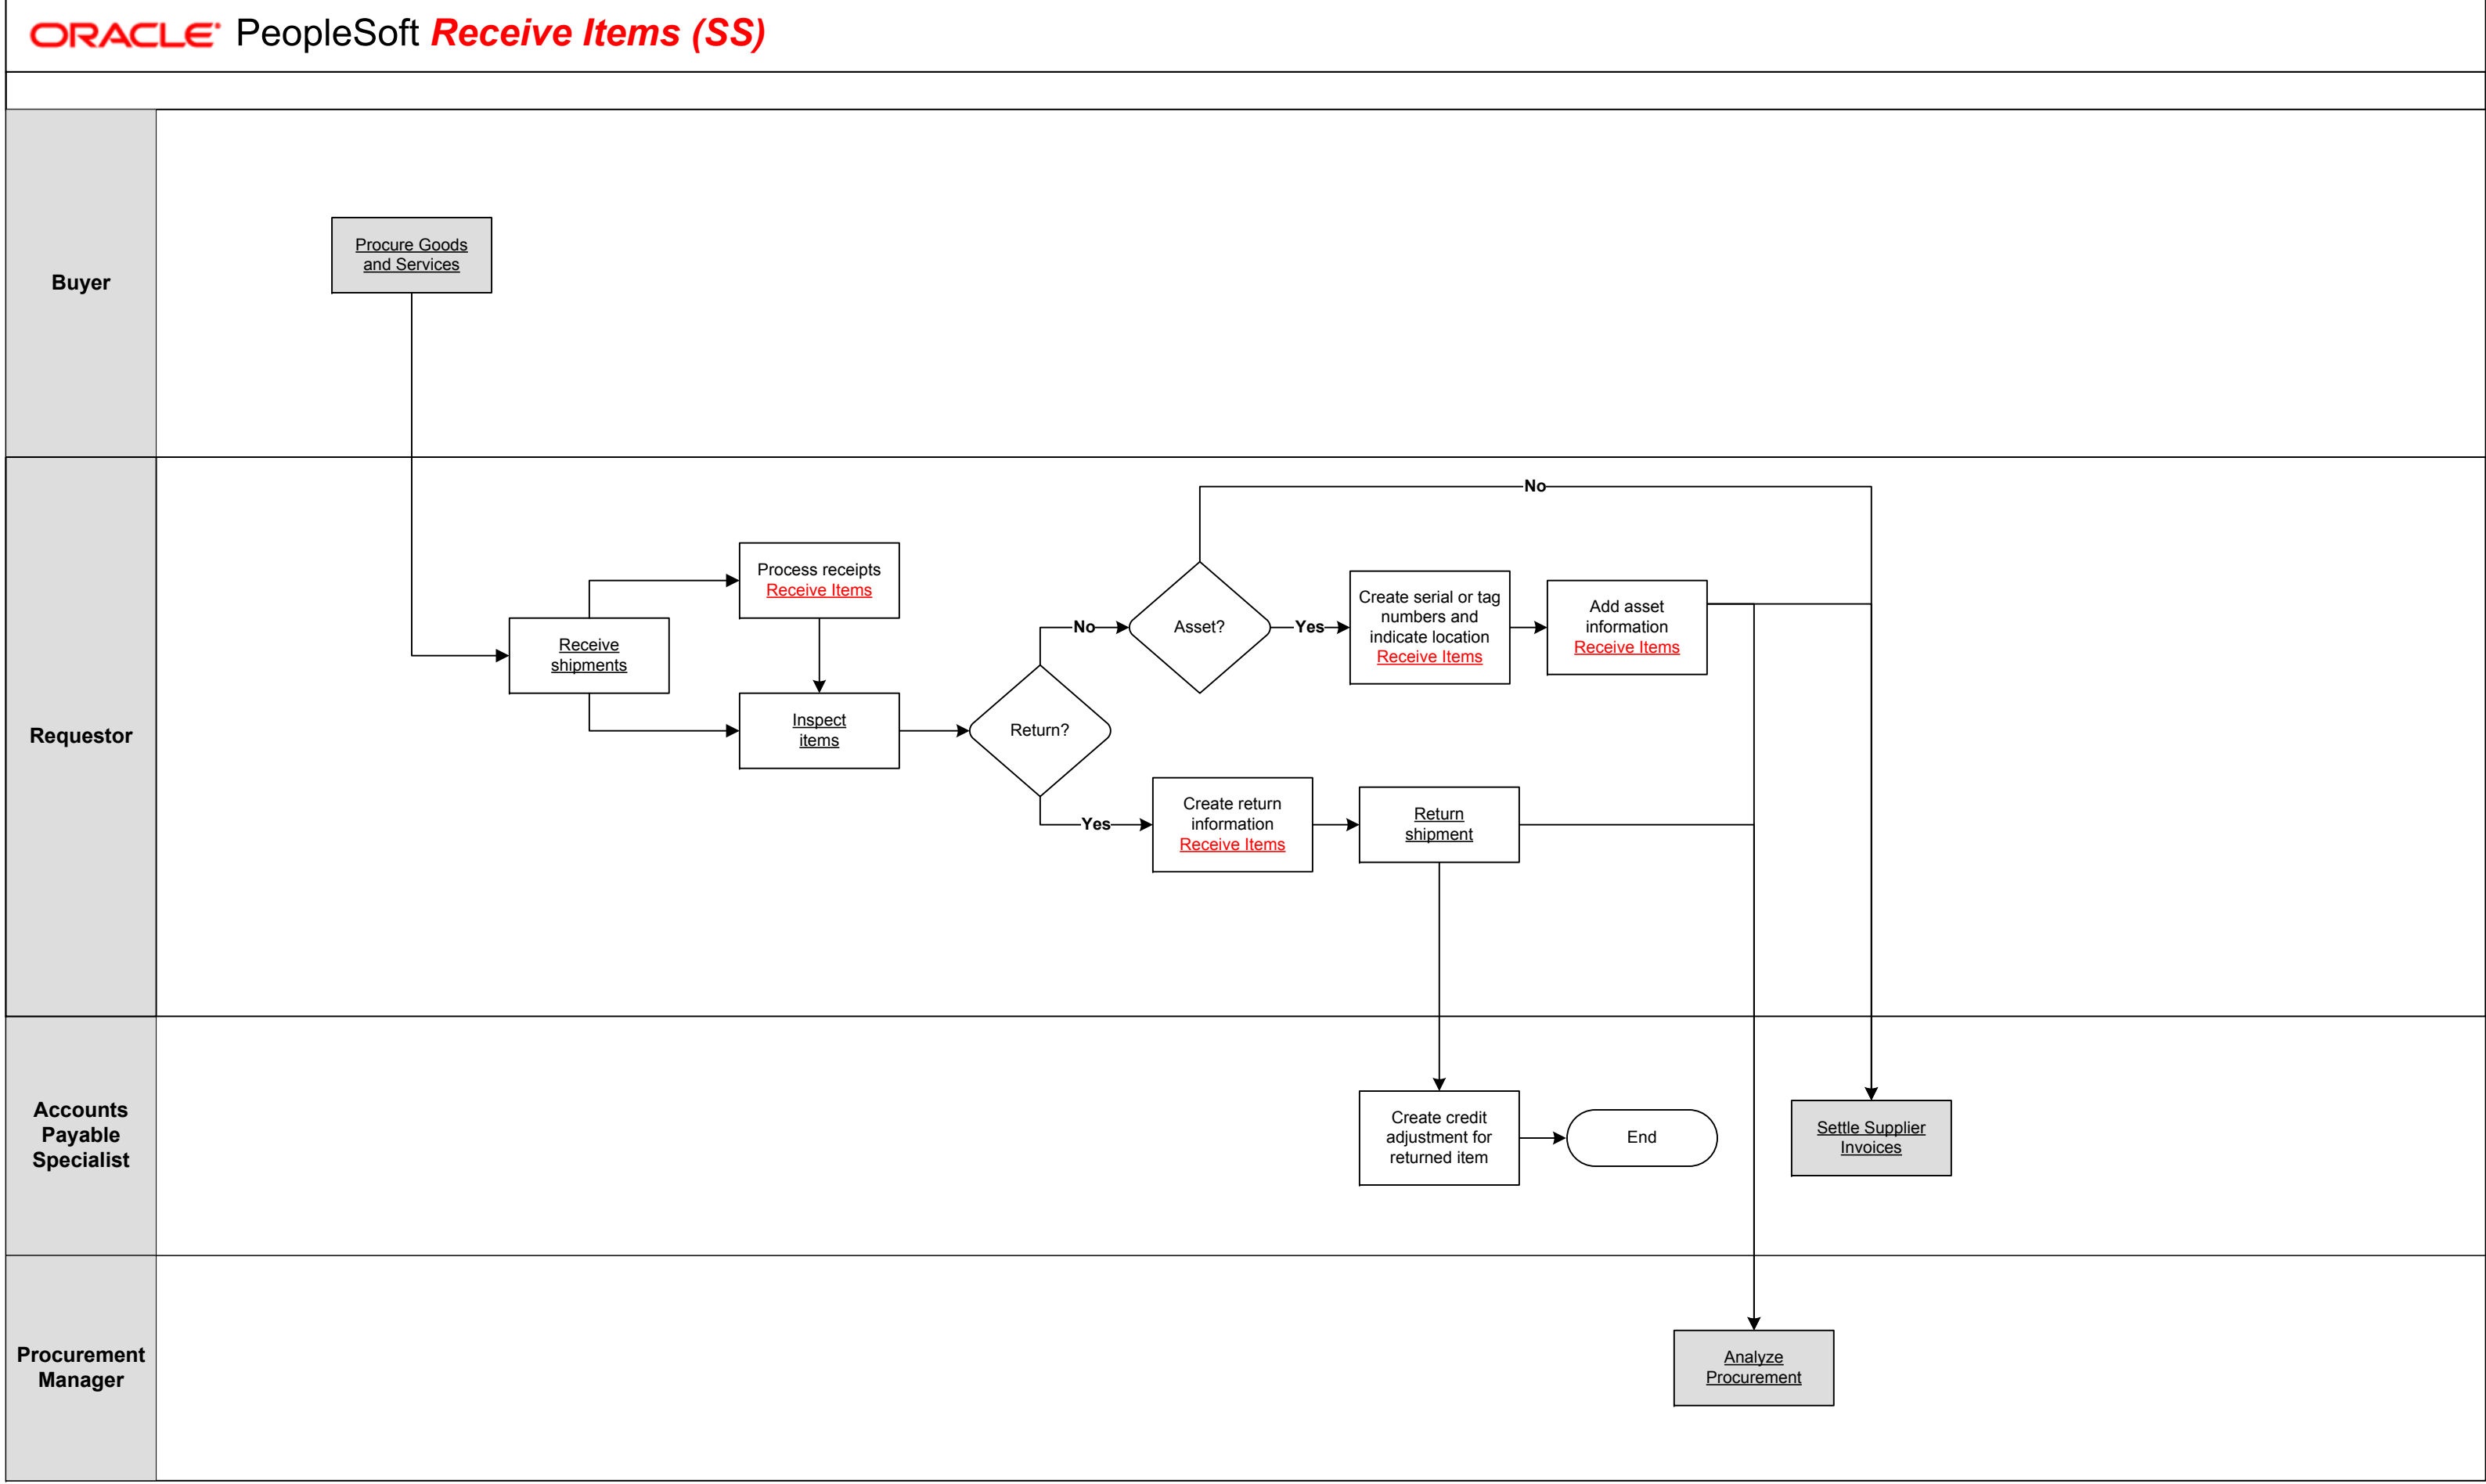 ORACLE PeopleSoft Receive Items (SS)
Buyer
Procure Goods
and Services
Requestor
Receive
shipments
Process receipts
Receive Items
Inspect
items
Return?
No
Asset?
No
Yes
Create serial or tag
numbers and
indicate location
Receive Items
Add asset
information
Receive Items
Yes
Create return
information
Receive Items
Return
shipment
Accounts
Payable
Specialist
Create credit
adjustment for
returned item
End
Settle Supplier
Invoices
Procurement
Manager
Analyze
Procurement